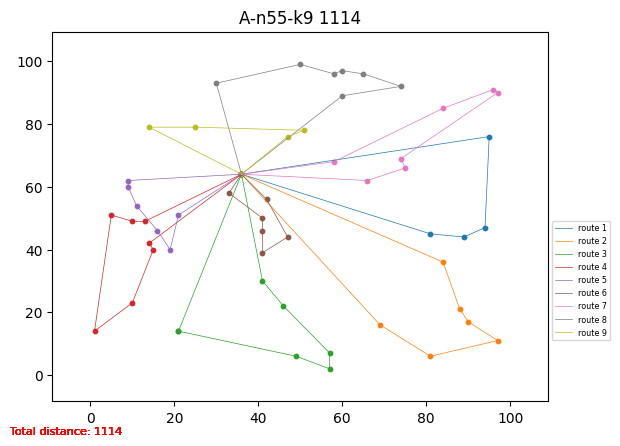 A-n55-k9 1114
100
80
60
40
20
0
0 20 40 60 80 100
route 1
route 2
route 3
route 4
route 5
route 6
route 7
route 8
route 9
Total distance: 1114